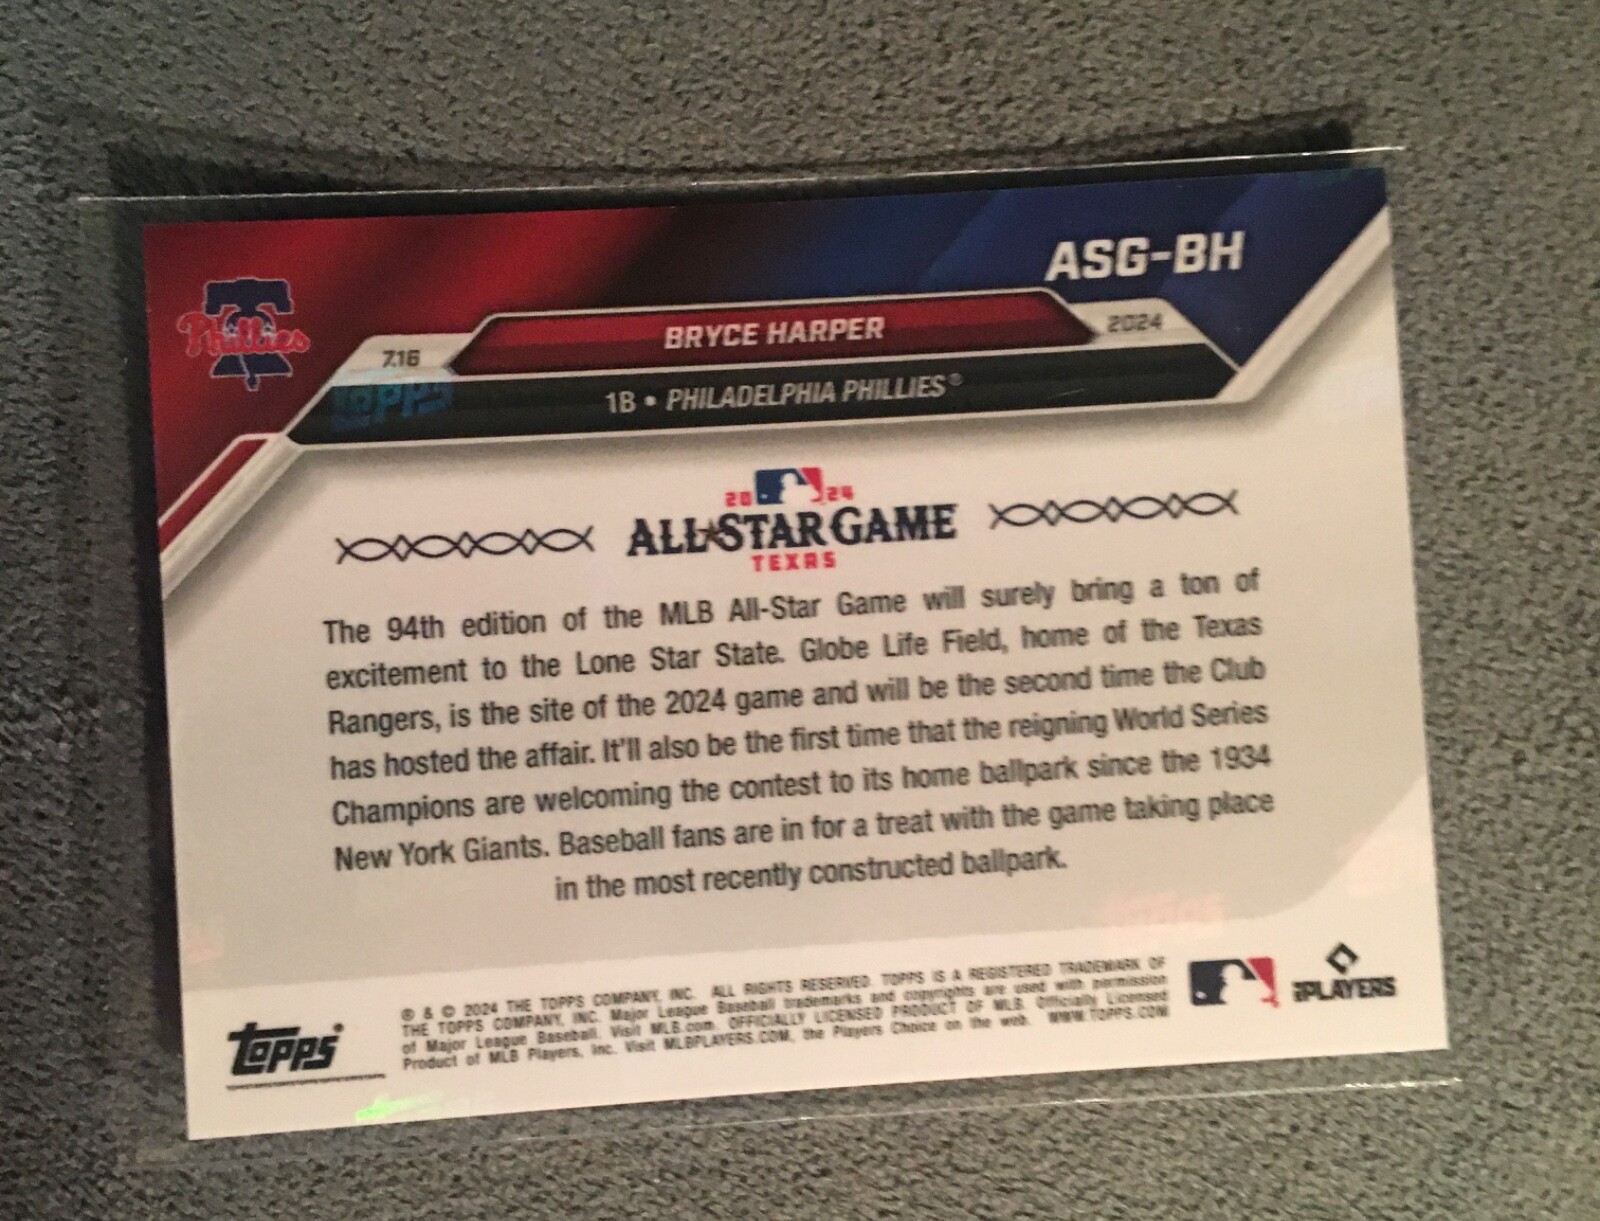 ASG-BH
Phillies
7.16
BRYCE HARPER
2024
TOPPS
1B • PHILADELPHIA PHILLIES®
20 24
ALL★STAR GAME
TEXAS
The 94th edition of the MLB All-Star Game will surely bring a ton of
excitement to the Lone Star State. Globe Life Field, home of the Texas
Rangers, is the site of the 2024 game and will be the second time the Club
has hosted the affair. It'll also be the first time that the reigning World Series
Champions are welcoming the contest to its home ballpark since the 1934
New York Giants. Baseball fans are in for a treat with the game taking place
in the most recently constructed ballpark.
® & © 2024 THE TOPPS COMPANY, INC. ALL RIGHTS RESERVED. TOPPS IS A REGISTERED TRADEMARK OF
THE TOPPS COMPANY, INC. Major League Baseball trademarks and copyrights are used with permission
of Major League Baseball. Visit MLB.com. OFFICIALLY LICENSED PRODUCT OF MLB. Officially Licensed
Product of MLB Players, Inc. Visit MLBPLAYERS.COM, the Players Choice on the web. WWW.TOPPS.COM
TOPPS
PLAYERS